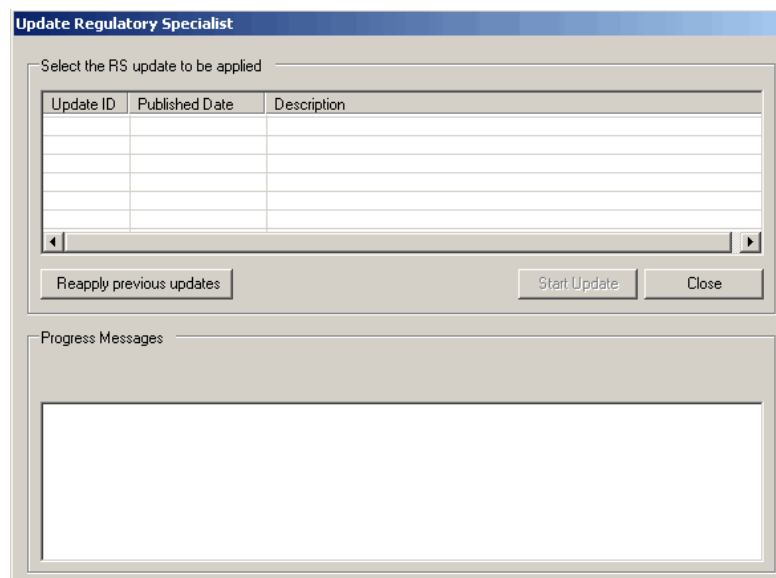 Update Regulatory Specialist
Select the RS update to be applied
Update ID Published Date Description
Reapply previous updates Start Update Close
Progress Messages